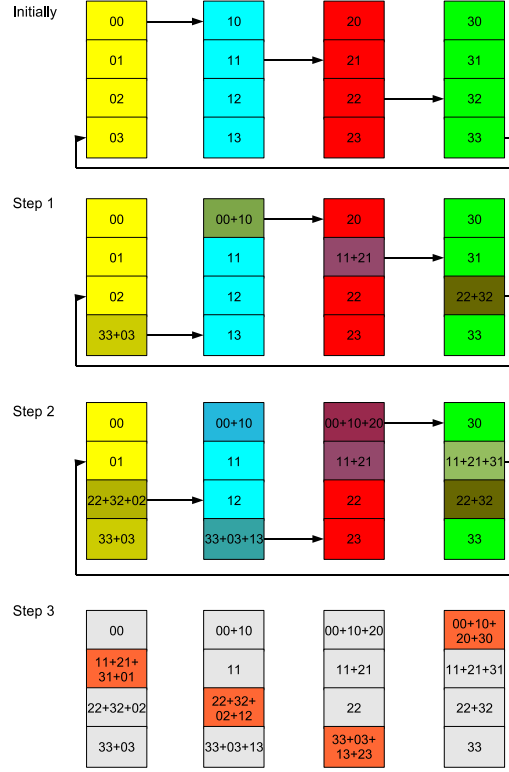 Initially
00 10 20 30
01 11 21 31
02 12 22 32
03 13 23 33
Step 1
00 00+10 20 30
01 11 11+21 31
02 12 22 22+32
33+03 13 23 33
Step 2
00 00+10 00+10+20 30
01 11 11+21 11+21+31
22+32+02 12 22 22+32
33+03 33+03+13 23 33
Step 3
00 00+10 00+10+20 00+10+
20+30
11+21+
31+01 11 11+21 11+21+31
22+32+02 22+32+
02+12 22 22+32
33+03 33+03+13 33+03+
13+23 33